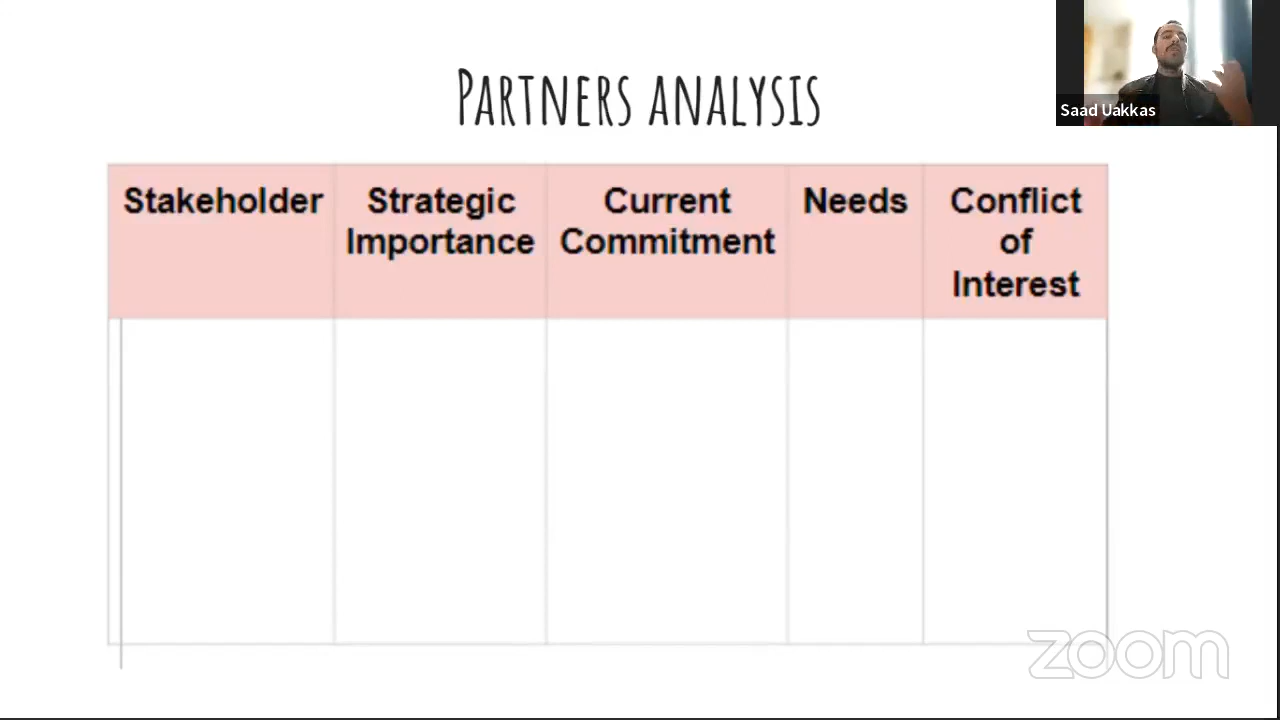 PARTNERS ANALYSIS
Saad Uakkas
Stakeholder
Strategic
Importance
Current
Commitment
Needs
Conflict
of
Interest
zoom